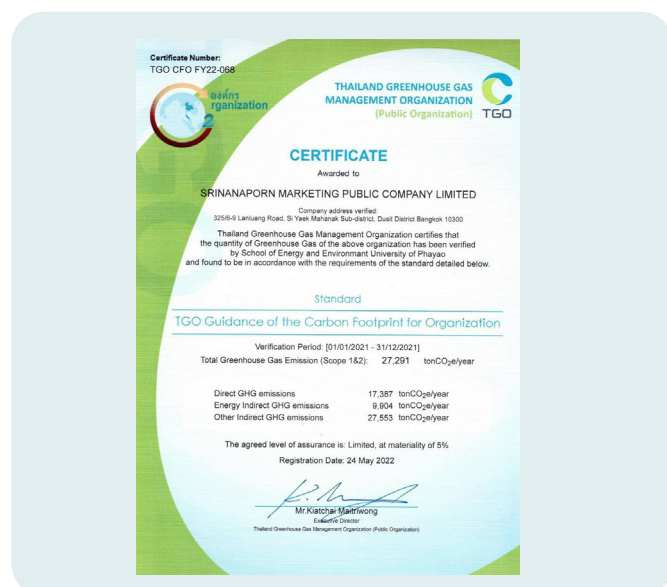 Certificate Number:
TGO CFO FY22-068
องค์กร
rganization
2
THAILAND GREENHOUSE GAS
MANAGEMENT ORGANIZATION
(Public Organization)
TGO
CERTIFICATE
Awarded to
SRINANAPORN MARKETING PUBLIC COMPANY LIMITED
Company address verified:
325/6-9 Lanluang Road, Si Yaek Mahanak Sub-district, Dusit District Bangkok 10300
Thailand Greenhouse Gas Management Organization certifies that
the quantity of Greenhouse Gas of the above organization has been verified
by School of Energy and Environmant University of Phayao
and found to be in accordance with the requirements of the standard detailed below.
Standard
TGO Guidance of the Carbon Footprint for Organization
Verification Period: [01/01/2021 - 31/12/2021]
Total Greenhouse Gas Emission (Scope 1&2): 27,291 tonCO₂e/year
Direct GHG emissions 17,387 tonCO₂e/year
Energy Indirect GHG emissions 9,904 tonCO₂e/year
Other Indirect GHG emissions 27,553 tonCO₂e/year
The agreed level of assurance is: Limited, at materiality of 5%
Registration Date: 24 May 2022
Mr.Kiatchai Maitriwong
Executive Director
Thailand Greenhouse Gas Management Organization (Public Organization)